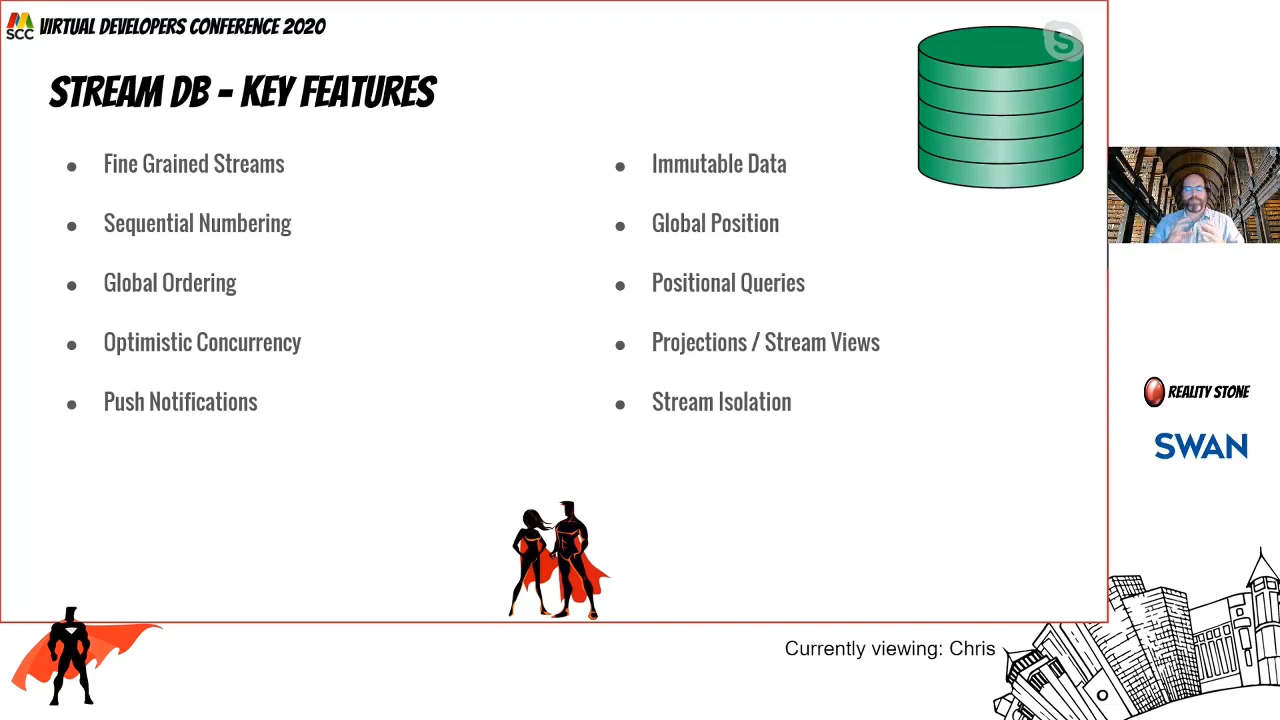 SCC
VIRTUAL DEVELOPERS CONFERENCE 2020
STREAM DB - KEY FEATURES
Fine Grained Streams
Sequential Numbering
Global Ordering
Optimistic Concurrency
Push Notifications
Immutable Data
Global Position
Positional Queries
Projections / Stream Views
Stream Isolation
S
REALITY STONE
SWAN
Currently viewing: Chris